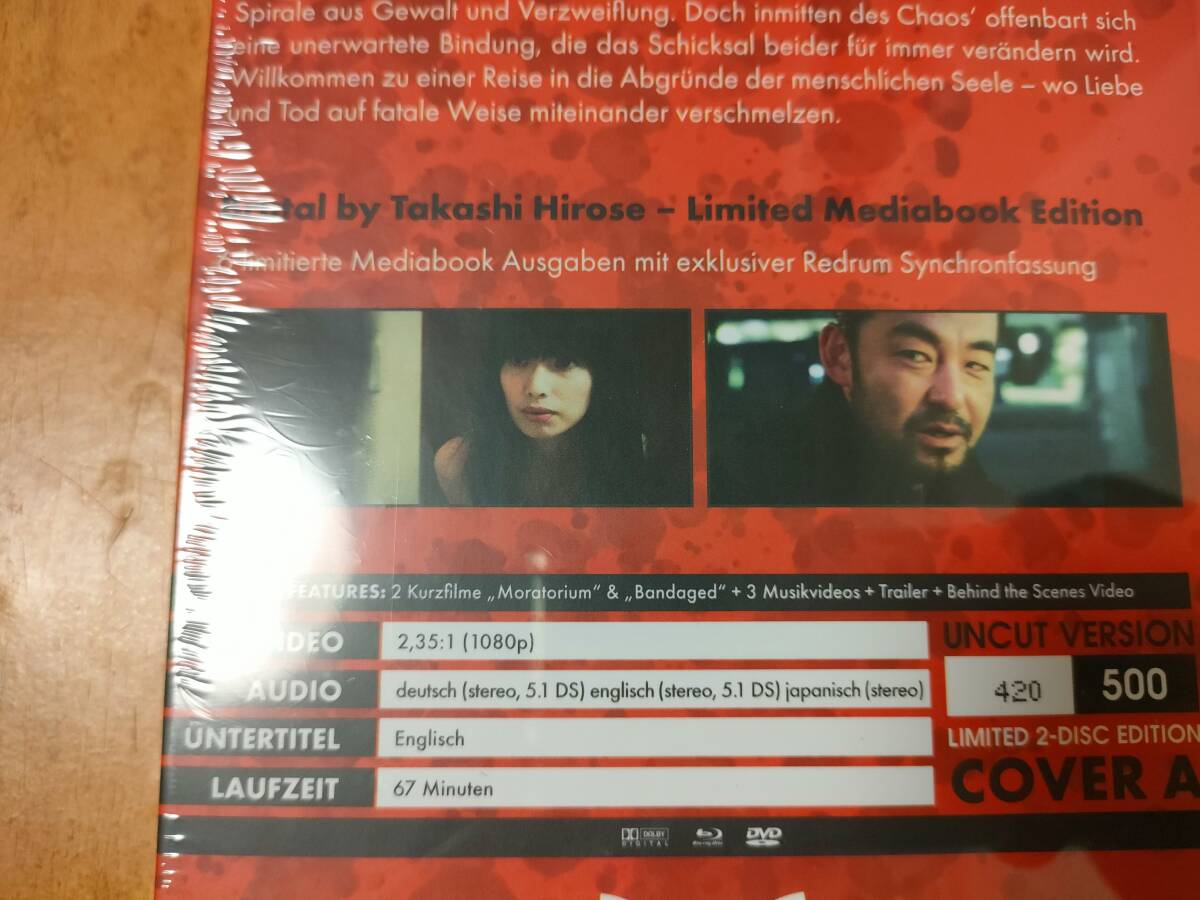 Spirale aus Gewalt und Verzweiflung. Doch inmitten des Chaos’ offenbart sich
eine unerwartete Bindung, die das Schicksal beider für immer verändern wird.
Willkommen zu einer Reise in die Abgründe der menschlichen Seele – wo Liebe
und Tod auf fatale Weise miteinander verschmelzen.
by Takashi Hirose – Limited Mediabook Edition
limitierte Mediabook Ausgaben mit exklusiver Redrum Synchronfassung
FEATURES: 2 Kurzfilme „Moratorium“ & „Bandaged“ + 3 Musikvideos + Trailer + Behind the Scenes Video
VIDEO 2,35:1 (1080p)
AUDIO deutsch (stereo, 5.1 DS) englisch (stereo, 5.1 DS) japanisch (stereo)
UNTERTITEL Englisch
LAUFZEIT 67 Minuten
UNCUT VERSION
420 500
LIMITED 2-DISC EDITION
COVER A
DOLBY DIGITAL Blu-ray Disc DVD